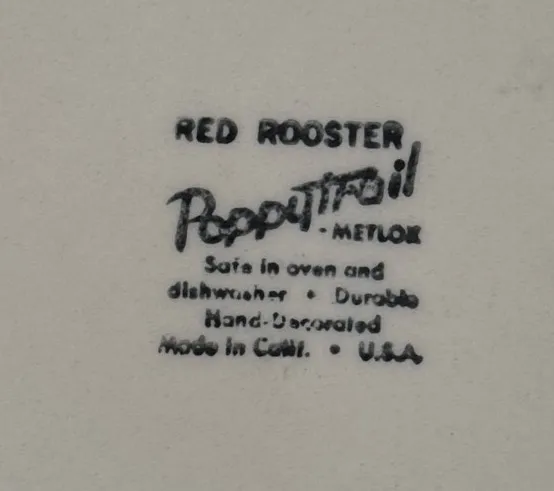 RED ROOSTER
Poppytrail
- METLOX
Safe in oven and
dishwasher • Durable
Hand-Decorated
Made in Calif. • U.S.A.